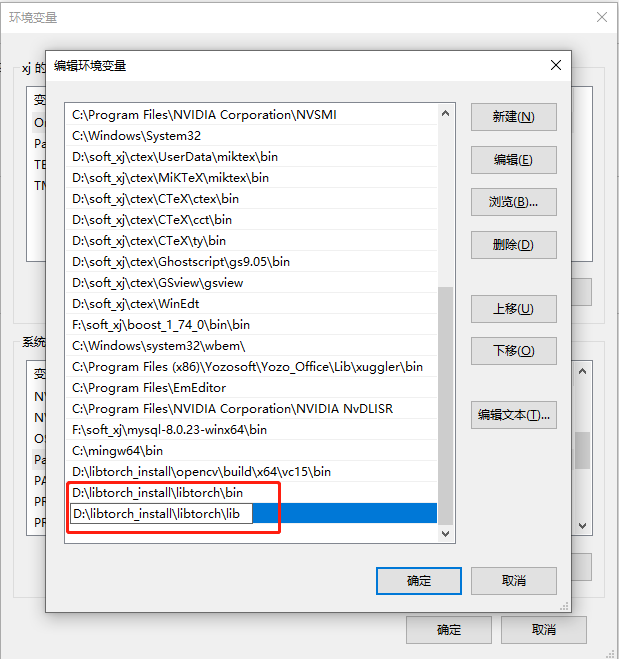 环境变量
编辑环境变量
xj 的
变
Pa
TE
C:\Program Files\NVIDIA Corporation\NVSMI
C:\Windows\System32
D:\soft_xj\ctex\UserData\miktex\bin
D:\soft_xj\ctex\MiKTeX\miktex\bin
D:\soft_xj\ctex\CTeX\ctex\bin
D:\soft_xj\ctex\CTeX\cct\bin
D:\soft_xj\ctex\CTeX\ty\bin
D:\soft_xj\ctex\Ghostscript\gs9.05\bin
D:\soft_xj\ctex\GSview\gsview
D:\soft_xj\ctex\WinEdt
F:\soft_xj\boost_1_74_0\bin\bin
C:\Windows\system32\wbem\
C:\Program Files (x86)\Yozosoft\Yozo_Office\Lib\xuggler\bin
C:\Program Files\EmEditor
C:\Program Files\NVIDIA Corporation\NVIDIA NvDLISR
F:\soft_xj\mysql-8.0.23-winx64\bin
C:\mingw64\bin
D:\libtorch_install\opencv\build\x64\vc15\bin
D:\libtorch_install\libtorch\bin
D:\libtorch_install\libtorch\lib
新建(N)
编辑(E)
浏览(B)...
删除(D)
上移(U)
下移(O)
编辑文本(T)...
系统
变
NV
NV
OS
Pa
PA
PR
PR
确定
取消
确定
取消